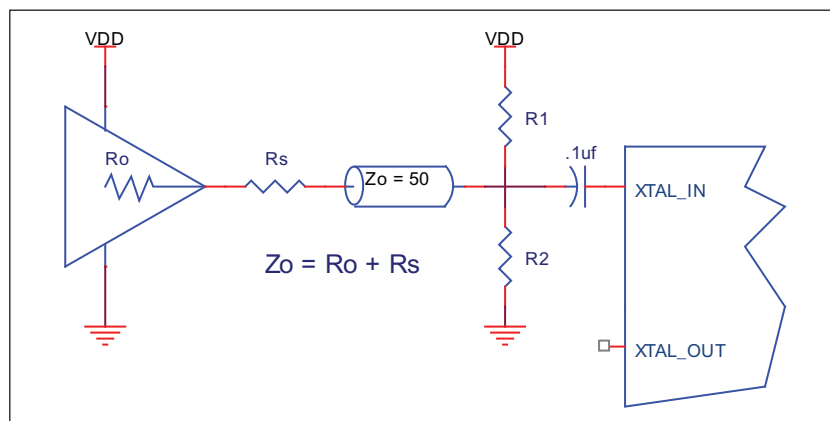 VDD
VDD
R1
Ro
Rs
Zo = 50
.1uf
XTAL_IN
Zo = Ro + Rs
R2
XTAL_OUT